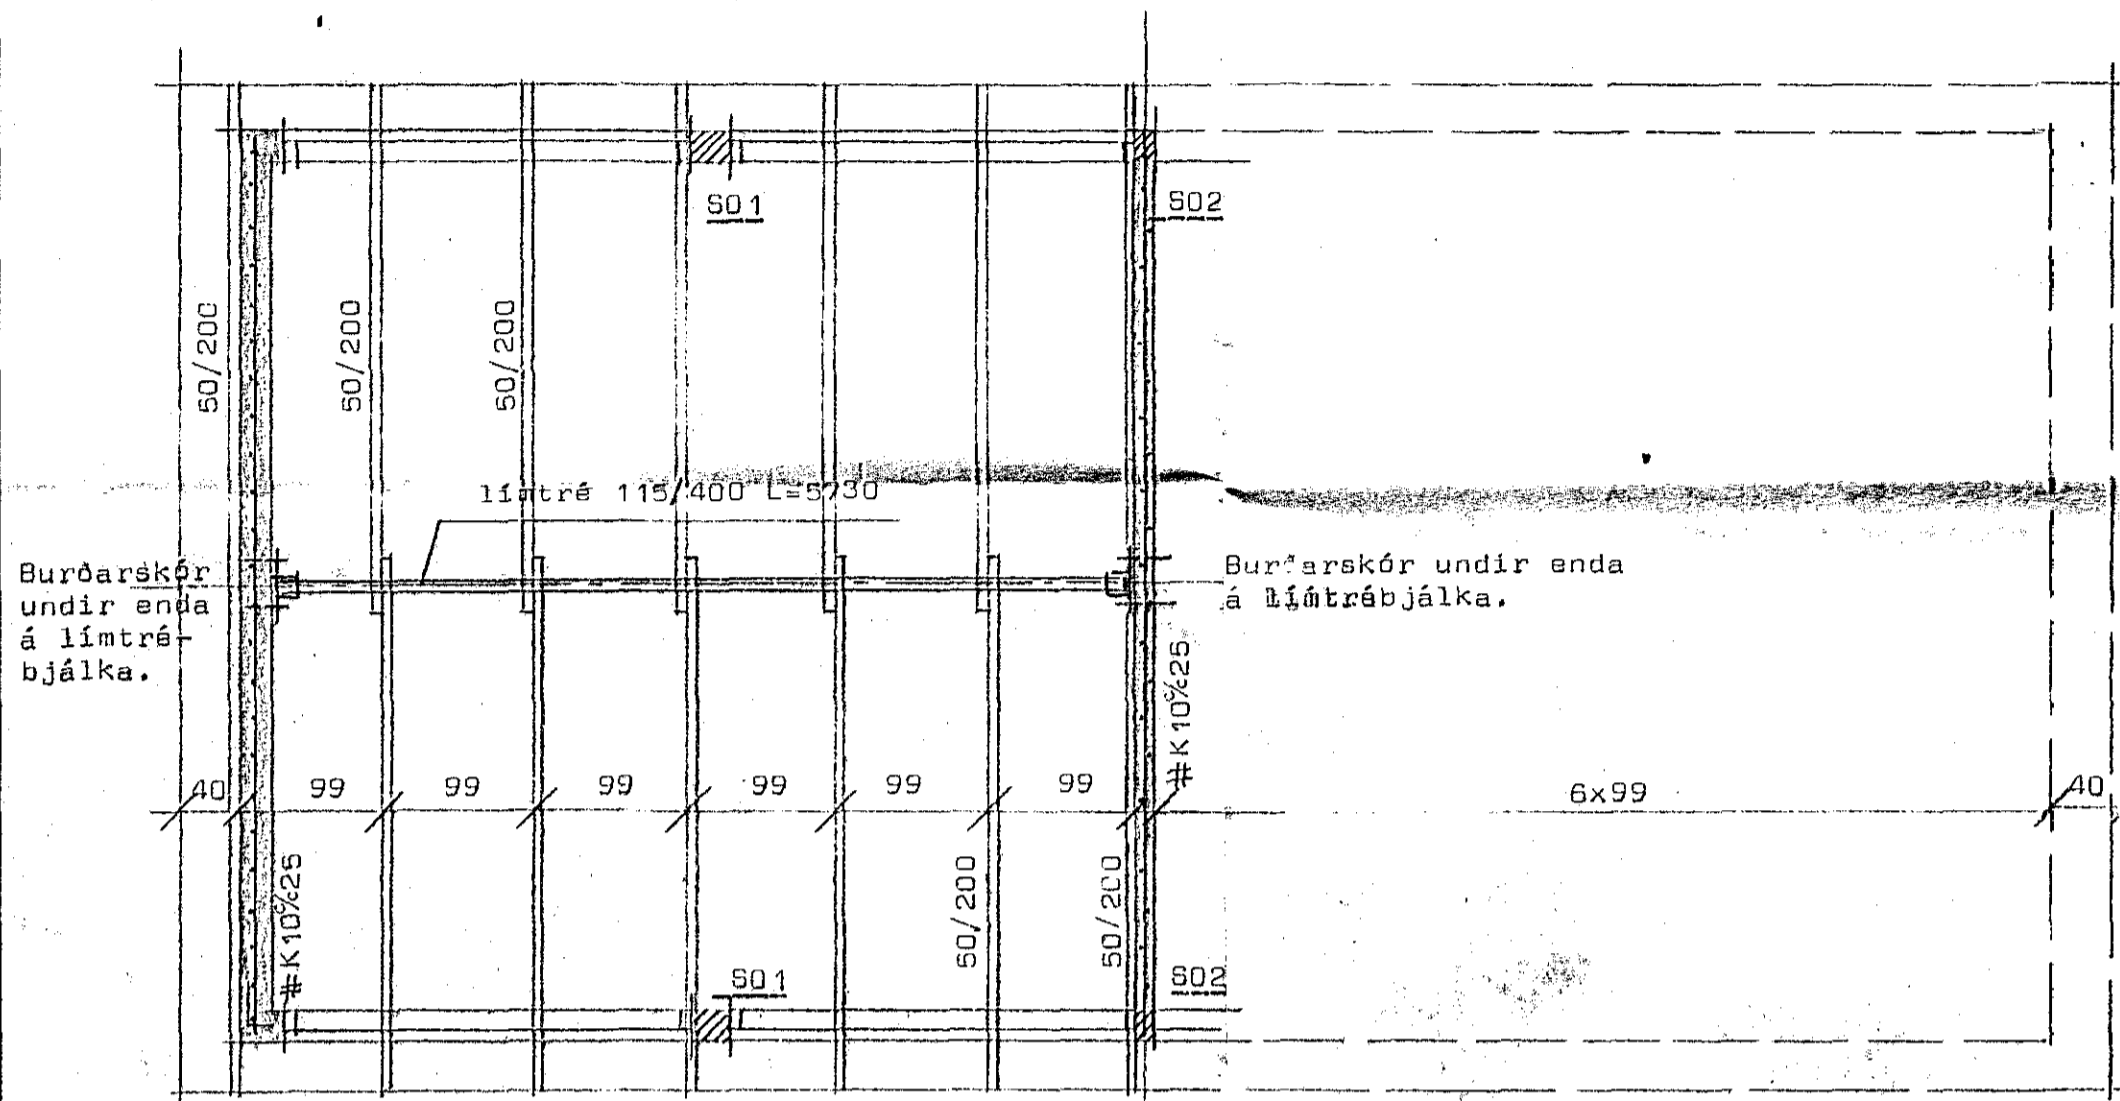 S01
S02
50/200
50/200
50/200
límtré 115/400 L=5730
Burðarskór
undir enda
á límtré-
bjálka.
Burðarskór undir enda
á límtrébjálka.
#K10%25
40
99
99
99
99
99
99
6x99
40
#K10%25
50/200
50/200
S01
S02